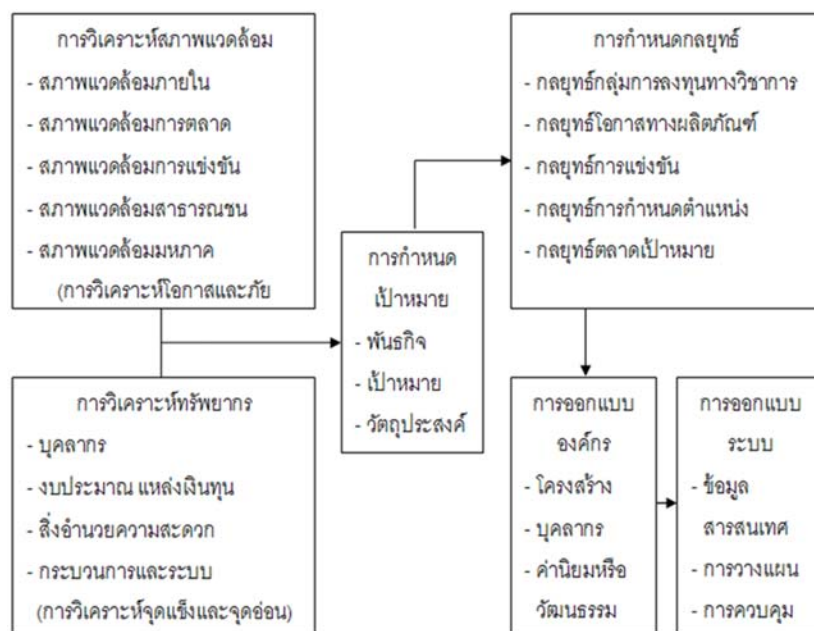 การวิเคราะห์สภาพแวดล้อม
- สภาพแวดล้อมภายใน
- สภาพแวดล้อมการตลาด
- สภาพแวดล้อมการแข่งขัน
- สภาพแวดล้อมสาธารณชน
- สภาพแวดล้อมมหภาค
(การวิเคราะห์โอกาสและภัย
การวิเคราะห์ทรัพยากร
- บุคลากร
- งบประมาณ แหล่งเงินทุน
- สิ่งอำนวยความสะดวก
- กระบวนการและระบบ
(การวิเคราะห์จุดแข็งและจุดอ่อน)
การกำหนด
เป้าหมาย
- พันธกิจ
- เป้าหมาย
- วัตถุประสงค์
การกำหนดกลยุทธ์
- กลยุทธ์กลุ่มการลงทุนทางวิชาการ
- กลยุทธ์โอกาสทางผลิตภัณฑ์
- กลยุทธ์การแข่งขัน
- กลยุทธ์การกำหนดตำแหน่ง
- กลยุทธ์ตลาดเป้าหมาย
การออกแบบ
องค์กร
- โครงสร้าง
- บุคลากร
- ค่านิยมหรือ
วัฒนธรรม
การออกแบบ
ระบบ
- ข้อมูล
สารสนเทศ
- การวางแผน
- การควบคุม